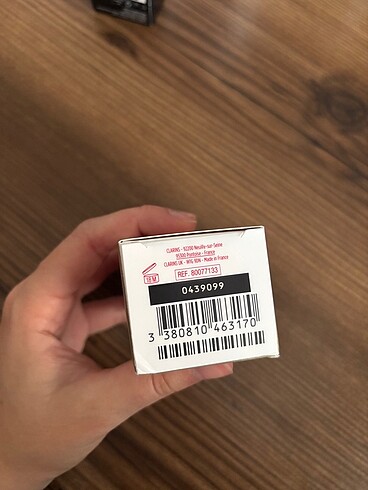 CLARINS - 92200 Neuilly-sur-Seine
95300 Pontoise - France
CLARINS UK - W1G 9DN - Made in France
REF. 80077133
0439099
3 380810 463170